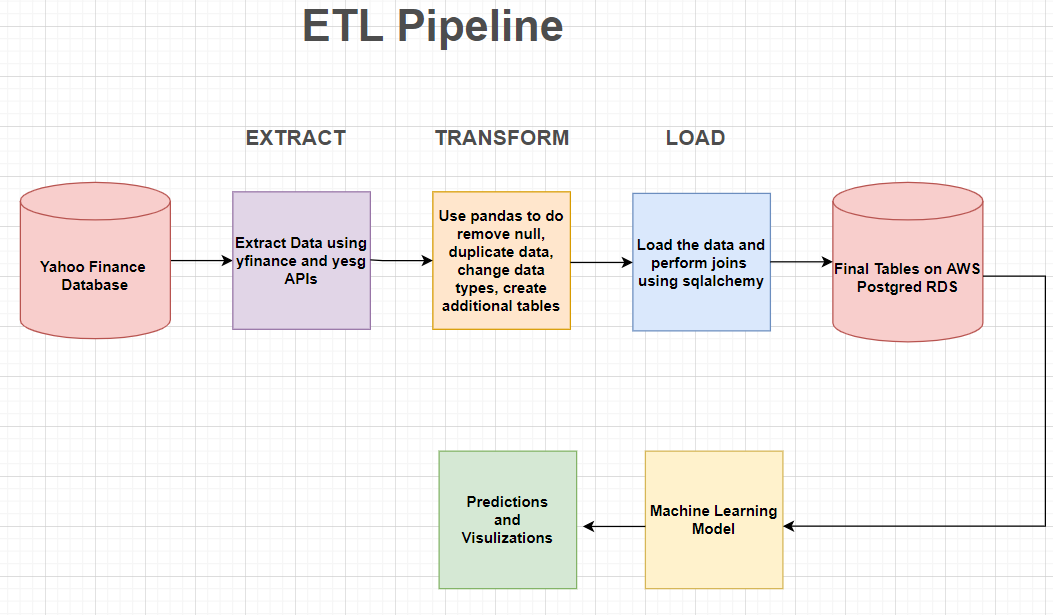 ETL Pipeline
EXTRACT
TRANSFORM
LOAD
Yahoo Finance
Database
Extract Data using
yfinance and yesg
APIs
Use pandas to do
remove null,
duplicate data,
change data
types, create
additional tables
Load the data and
perform joins
using sqlalchemy
Final Tables on AWS
Postgred RDS
Predictions
and
Visulizations
Machine Learning
Model